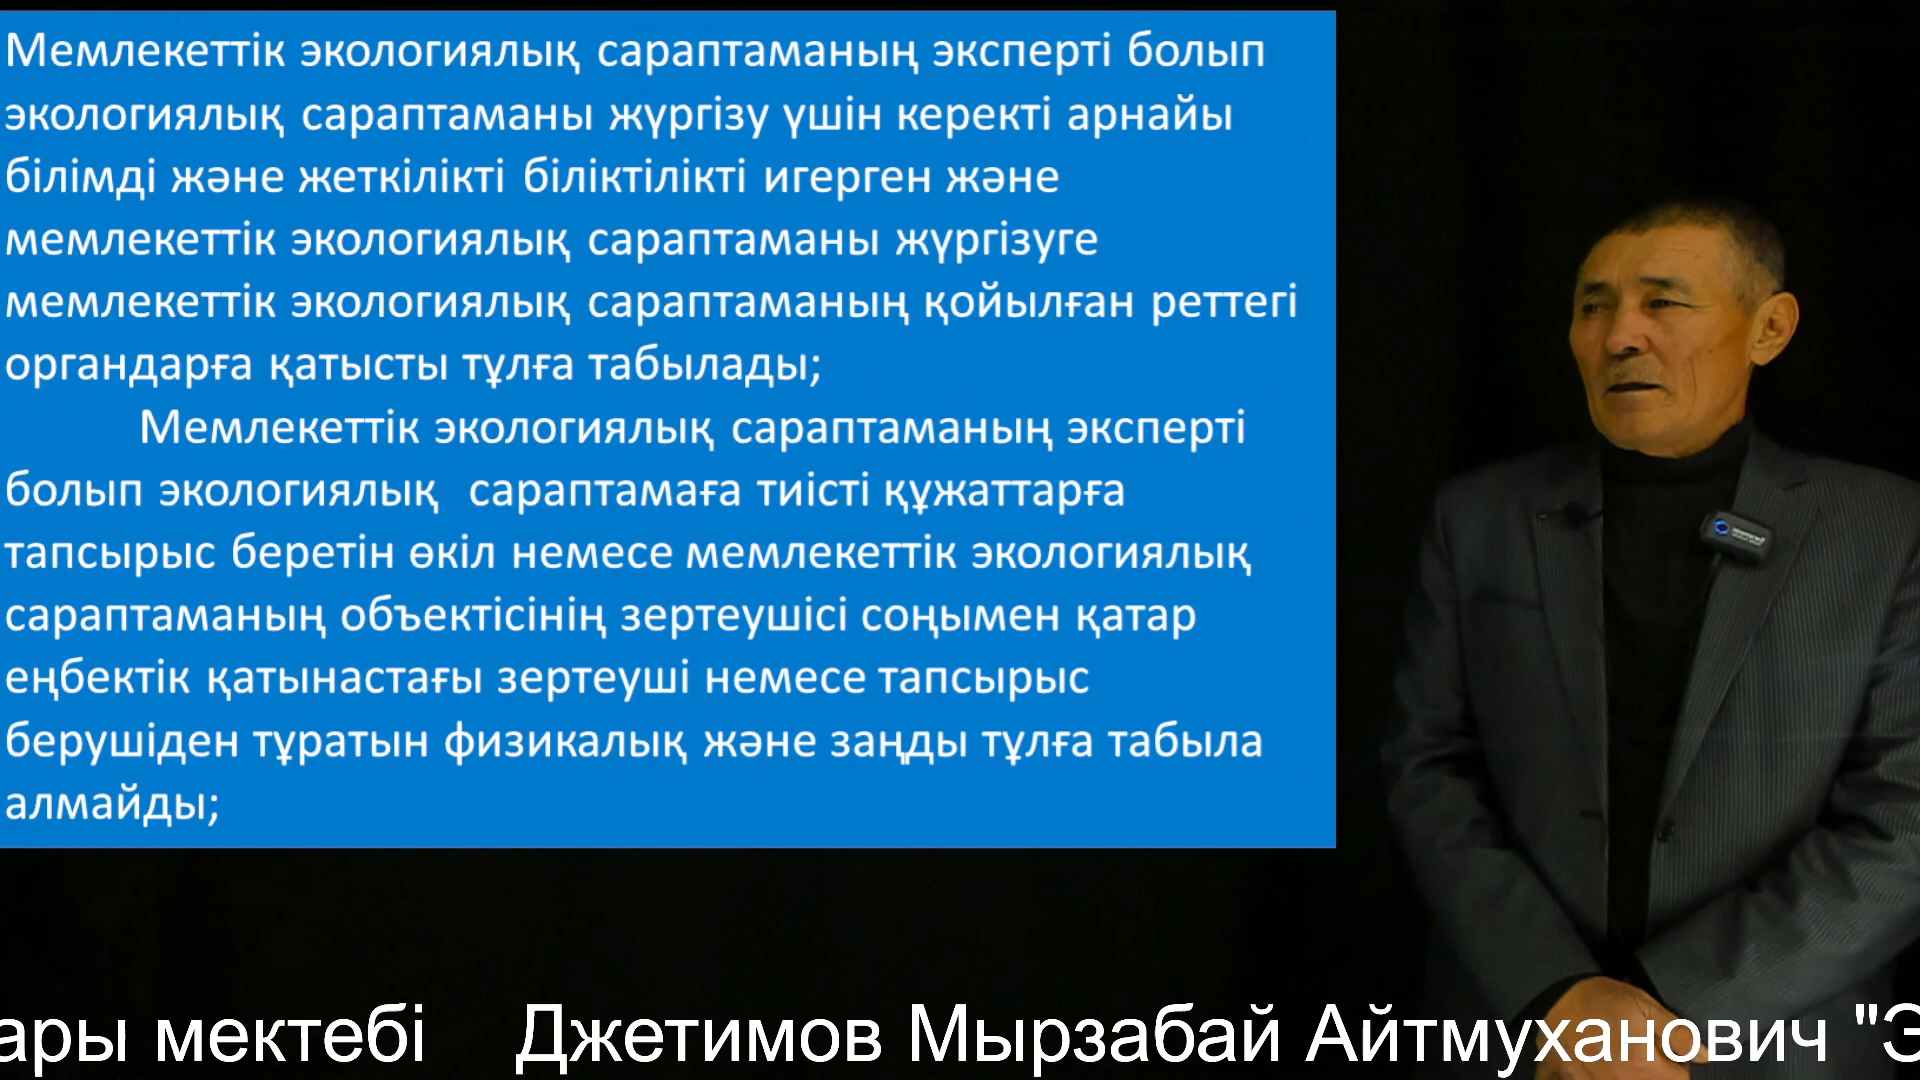 Мемлекеттік экологиялық сараптаманың эксперті болып
экологиялық сараптаманы жүргізу үшін керекті арнайы
білімді және жеткілікті біліктілікті игерген және
мемлекеттік экологиялық сараптаманы жүргізуге
мемлекеттік экологиялық сараптаманың қойылған реттегі
органдарға қатысты тұлға табылады;
Мемлекеттік экологиялық сараптаманың эксперті
болып экологиялық сараптамаға тиісті құжаттарға
тапсырыс беретін өкіл немесе мемлекеттік экологиялық
сараптаманың объектісінің зертеушісі соңымен қатар
еңбектік қатынастағы зертеуші немесе тапсырыс
берушіден тұратын физикалық және заңды тұлға табыла
алмайды;
ары мектебі Джетимов Мырзабай Айтмуханович "Э